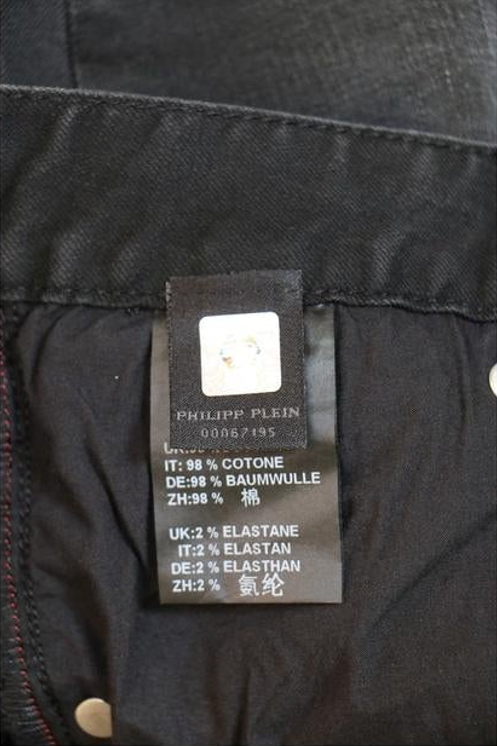 PHILIPP PLEIN
00067195
IT: 98 % COTONE
DE:98 % BAUMWULLE
ZH:98 % 棉
UK:2 % ELASTANE
IT:2 % ELASTAN
DE:2 % ELASTHAN
ZH:2 % 氨纶